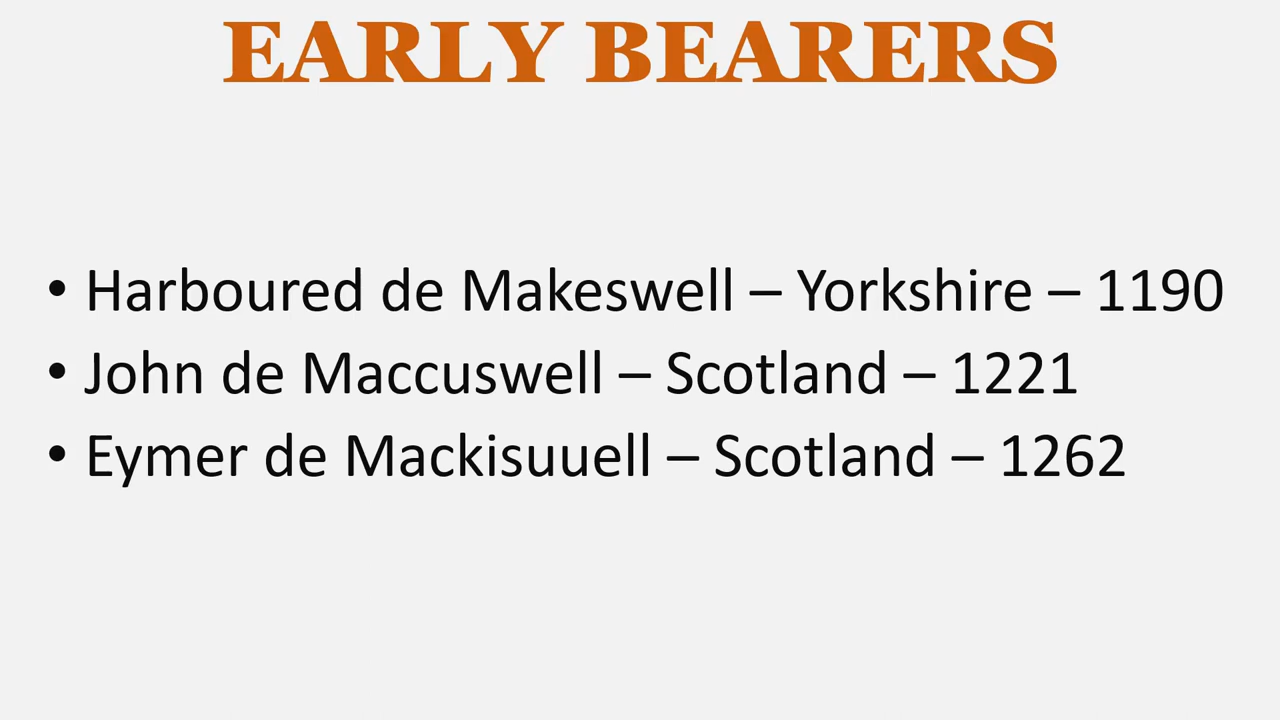 EARLY BEARERS
• Harboured de Makeswell – Yorkshire – 1190
• John de Maccuswell – Scotland – 1221
• Eymer de Mackisuuell – Scotland – 1262